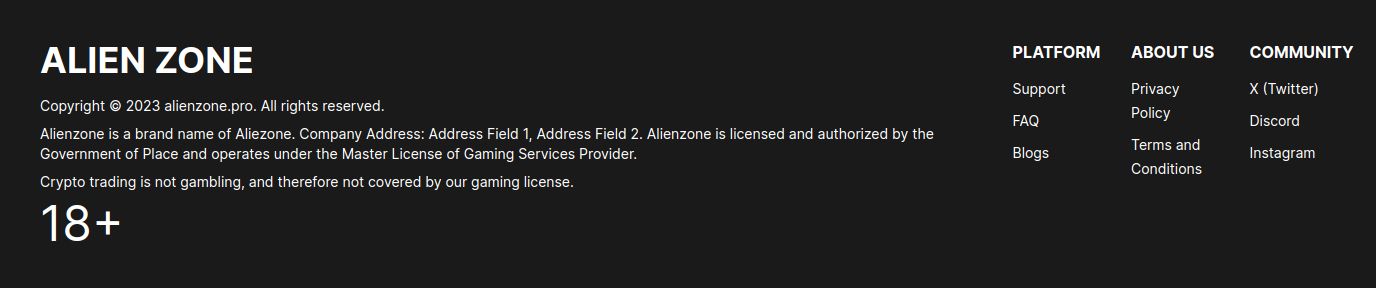 ALIEN ZONE
Copyright © 2023 alienzone.pro. All rights reserved.
Alienzone is a brand name of Aliezone. Company Address: Address Field 1, Address Field 2. Alienzone is licensed and authorized by the
Government of Place and operates under the Master License of Gaming Services Provider.
Crypto trading is not gambling, and therefore not covered by our gaming license.
18+
PLATFORM
Support
FAQ
Blogs
ABOUT US
Privacy
Policy
Terms and
Conditions
COMMUNITY
X (Twitter)
Discord
Instagram